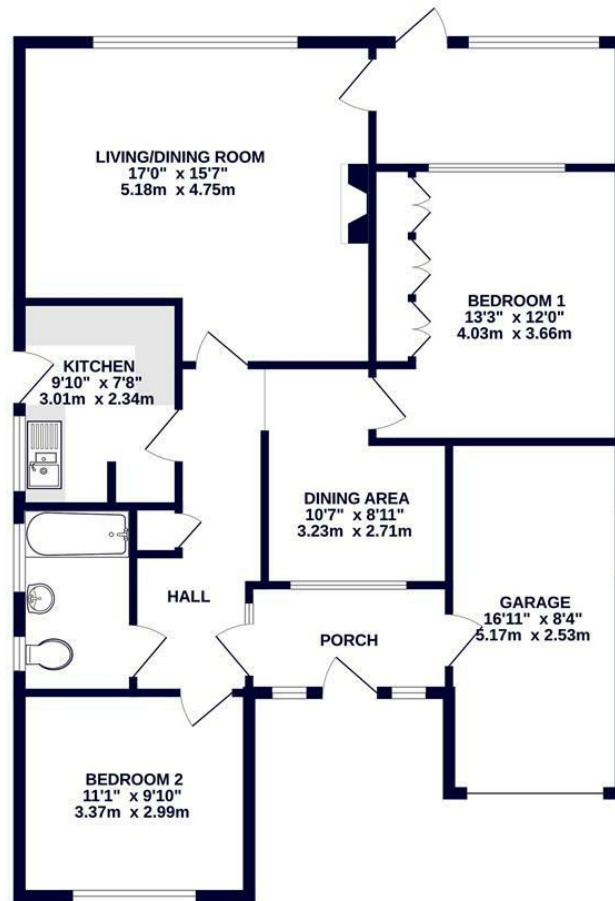 LIVING/DINING ROOM
17'0" x 15'7"
5.18m x 4.75m
BEDROOM 1
13'3" x 12'0"
4.03m x 3.66m
KITCHEN
9'10" x 7'8"
3.01m x 2.34m
DINING AREA
10'7" x 8'11"
3.23m x 2.71m
HALL
GARAGE
16'11" x 8'4"
5.17m x 2.53m
PORCH
BEDROOM 2
11'1" x 9'10"
3.37m x 2.99m